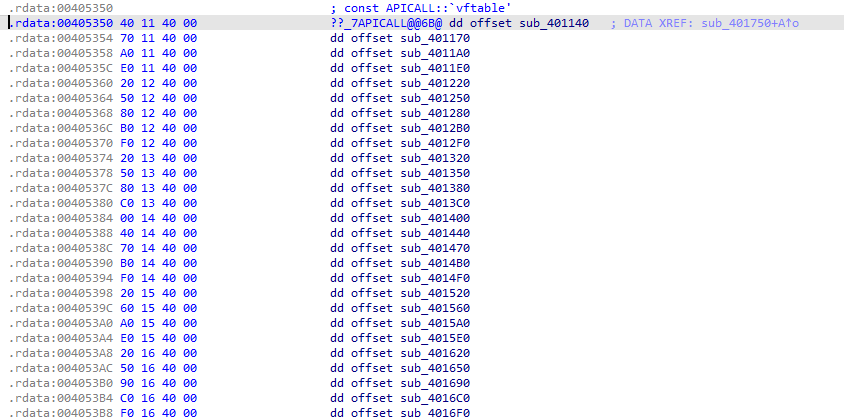 .rdata:00405350 ; const APICALL::`vftable'
.rdata:00405350 40 11 40 00 ??_7APICALL@@6B@ dd offset sub_401140 ; DATA XREF: sub_401750+A↑o
.rdata:00405354 70 11 40 00 dd offset sub_401170
.rdata:00405358 A0 11 40 00 dd offset sub_4011A0
.rdata:0040535C E0 11 40 00 dd offset sub_4011E0
.rdata:00405360 20 12 40 00 dd offset sub_401220
.rdata:00405364 50 12 40 00 dd offset sub_401250
.rdata:00405368 80 12 40 00 dd offset sub_401280
.rdata:0040536C B0 12 40 00 dd offset sub_4012B0
.rdata:00405370 F0 12 40 00 dd offset sub_4012F0
.rdata:00405374 20 13 40 00 dd offset sub_401320
.rdata:00405378 50 13 40 00 dd offset sub_401350
.rdata:0040537C 80 13 40 00 dd offset sub_401380
.rdata:00405380 C0 13 40 00 dd offset sub_4013C0
.rdata:00405384 00 14 40 00 dd offset sub_401400
.rdata:00405388 40 14 40 00 dd offset sub_401440
.rdata:0040538C 70 14 40 00 dd offset sub_401470
.rdata:00405390 B0 14 40 00 dd offset sub_4014B0
.rdata:00405394 F0 14 40 00 dd offset sub_4014F0
.rdata:00405398 20 15 40 00 dd offset sub_401520
.rdata:0040539C 60 15 40 00 dd offset sub_401560
.rdata:004053A0 A0 15 40 00 dd offset sub_4015A0
.rdata:004053A4 E0 15 40 00 dd offset sub_4015E0
.rdata:004053A8 20 16 40 00 dd offset sub_401620
.rdata:004053AC 50 16 40 00 dd offset sub_401650
.rdata:004053B0 90 16 40 00 dd offset sub_401690
.rdata:004053B4 C0 16 40 00 dd offset sub_4016C0
.rdata:004053B8 F0 16 40 00 dd offset sub_4016F0